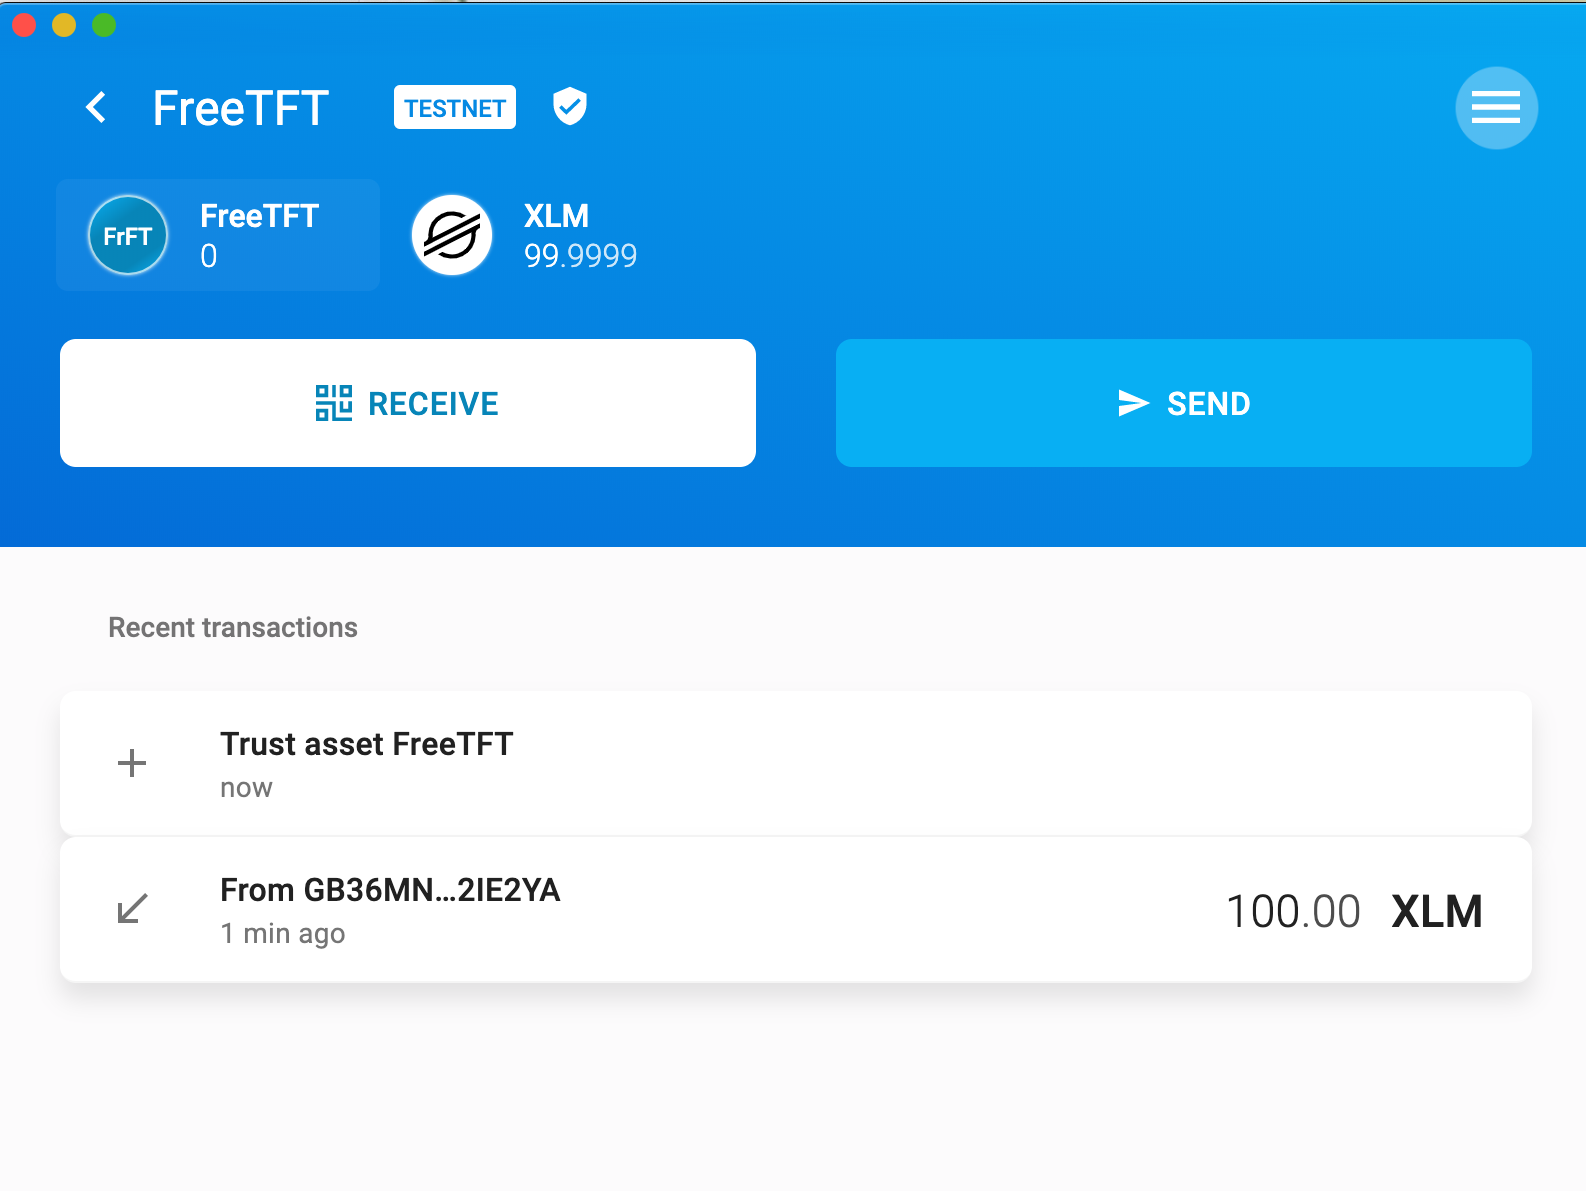 FreeTFT TESTNET
FrFT
FreeTFT
0
XLM
99.9999
RECEIVE
SEND
Recent transactions
Trust asset FreeTFT
now
From GB36MN...2IE2YA
1 min ago
100.00 XLM